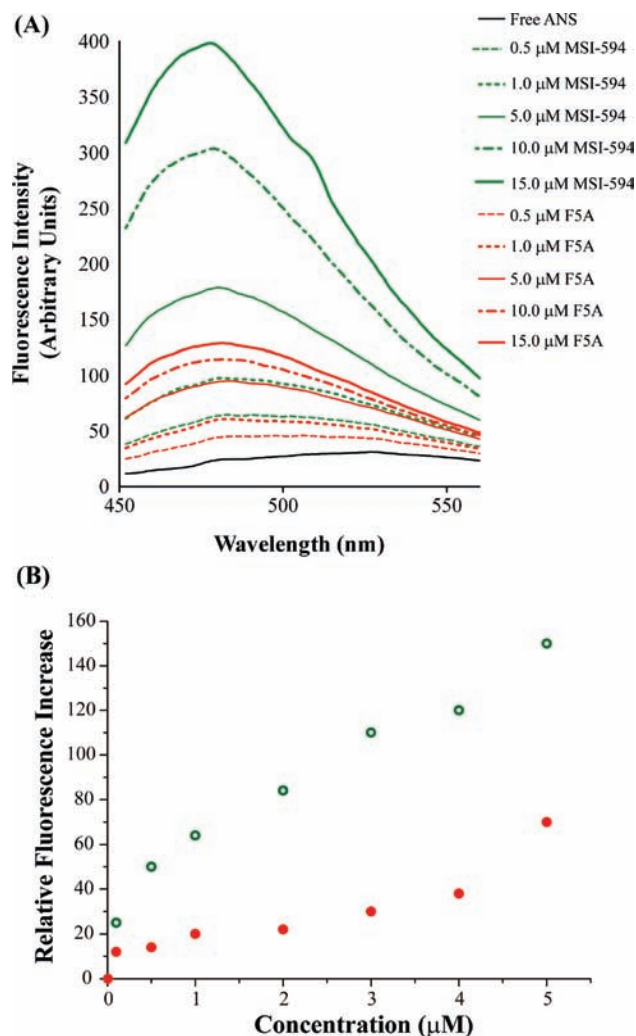 (A)
400
350
300
250
200
150
100
50
0
Fluorescence Intensity
(Arbitrary Units)
450
500
550
Wavelength (nm)
Free ANS
0.5 μM MSI-594
1.0 μM MSI-594
5.0 μM MSI-594
10.0 μM MSI-594
15.0 μM MSI-594
0.5 μM F5A
1.0 μM F5A
5.0 μM F5A
10.0 μM F5A
15.0 μM F5A
(B)
160
140
120
100
80
60
40
20
0
Relative Fluorescence Increase
0
1
2
3
4
5
Concentration (μM)